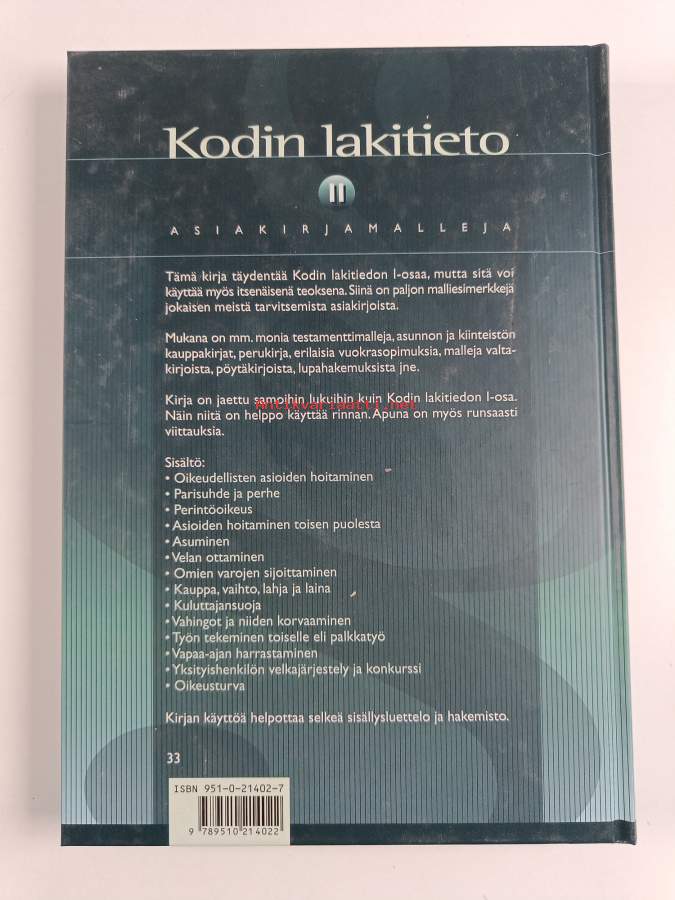 Kodin lakitieto
II
ASIAKIRJAMALLEJA
Tämä kirja täydentää Kodin lakitiedon I-osaa, mutta sitä voi
käyttää myös itsenäisenä teoksena. Siinä on paljon malliesimerkkejä
jokaisen meistä tarvitsemista asiakirjoista.
Mukana on mm. monia testamenttimalleja, asunnon ja kiinteistön
kauppakirjat, perukirja, erilaisia vuokrasopimuksia, malleja valta-
kirjoista, pöytäkirjoista, lupahakemuksista jne.
Kirja on jaettu samoihin lukuihin kuin Kodin lakitiedon I-osa.
Antikvariaatti.net
Näin niitä on helppo käyttää rinnan. Apuna on myös runsaasti
viittauksia.
Sisältö:
• Oikeudellisten asioiden hoitaminen
• Parisuhde ja perhe
• Perintöoikeus
• Asioiden hoitaminen toisen puolesta
• Asuminen
• Velan ottaminen
• Omien varojen sijoittaminen
• Kauppa, vaihto, lahja ja laina
• Kuluttajansuoja
• Vahingot ja niiden korvaaminen
• Työn tekeminen toiselle eli palkkatyö
• Vapaa-ajan harrastaminen
• Yksityishenkilön velkajärjestely ja konkurssi
• Oikeusturva
Kirjan käyttöä helpottaa selkeä sisällysluettelo ja hakemisto.
33
ISBN 951-0-21402-7
9 789510 214022